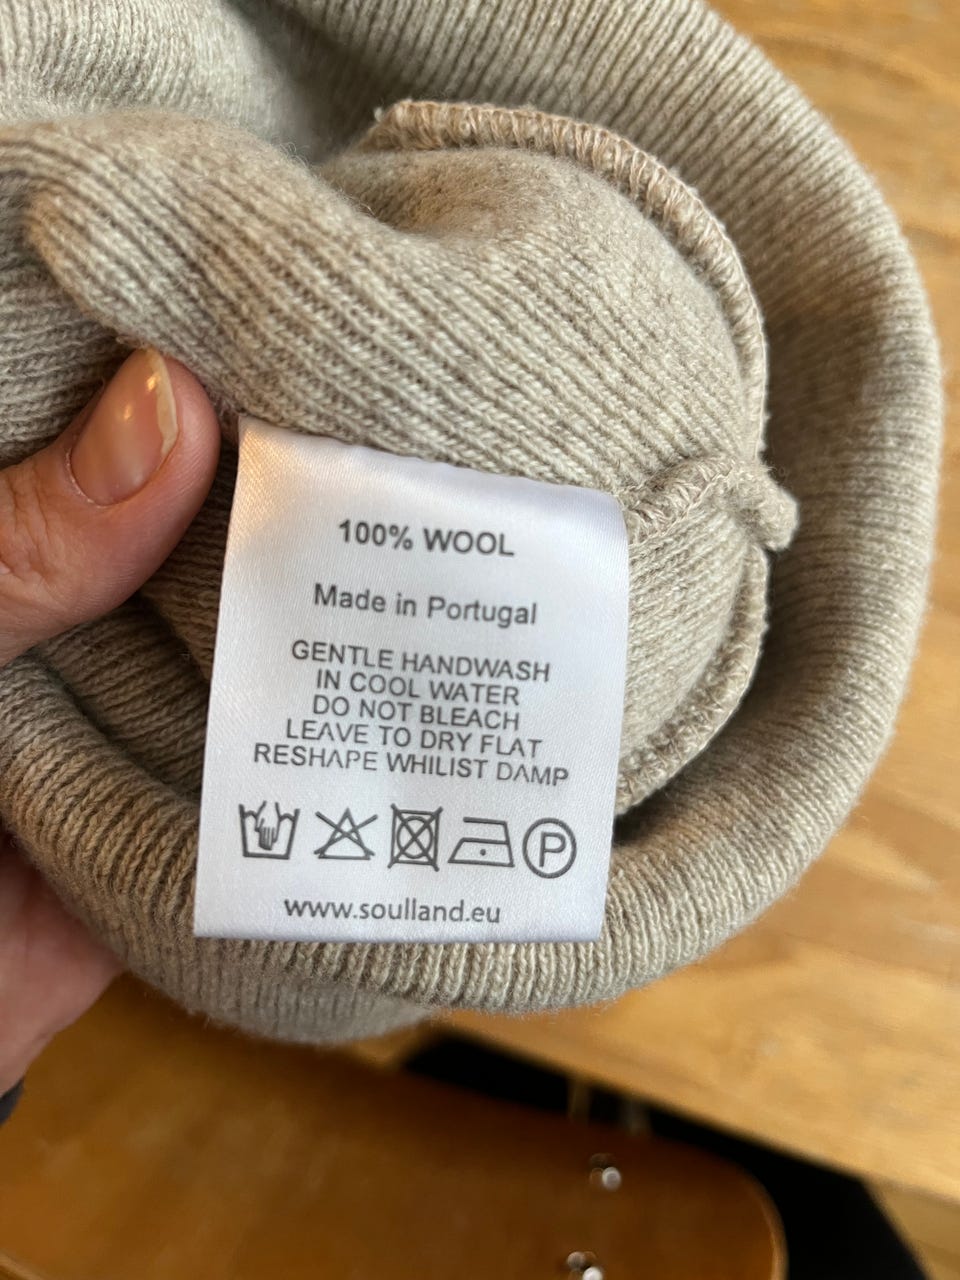 100% WOOL
Made in Portugal
GENTLE HANDWASH
IN COOL WATER
DO NOT BLEACH
LEAVE TO DRY FLAT
RESHAPE WHILIST DAMP
P
www.soulland.eu